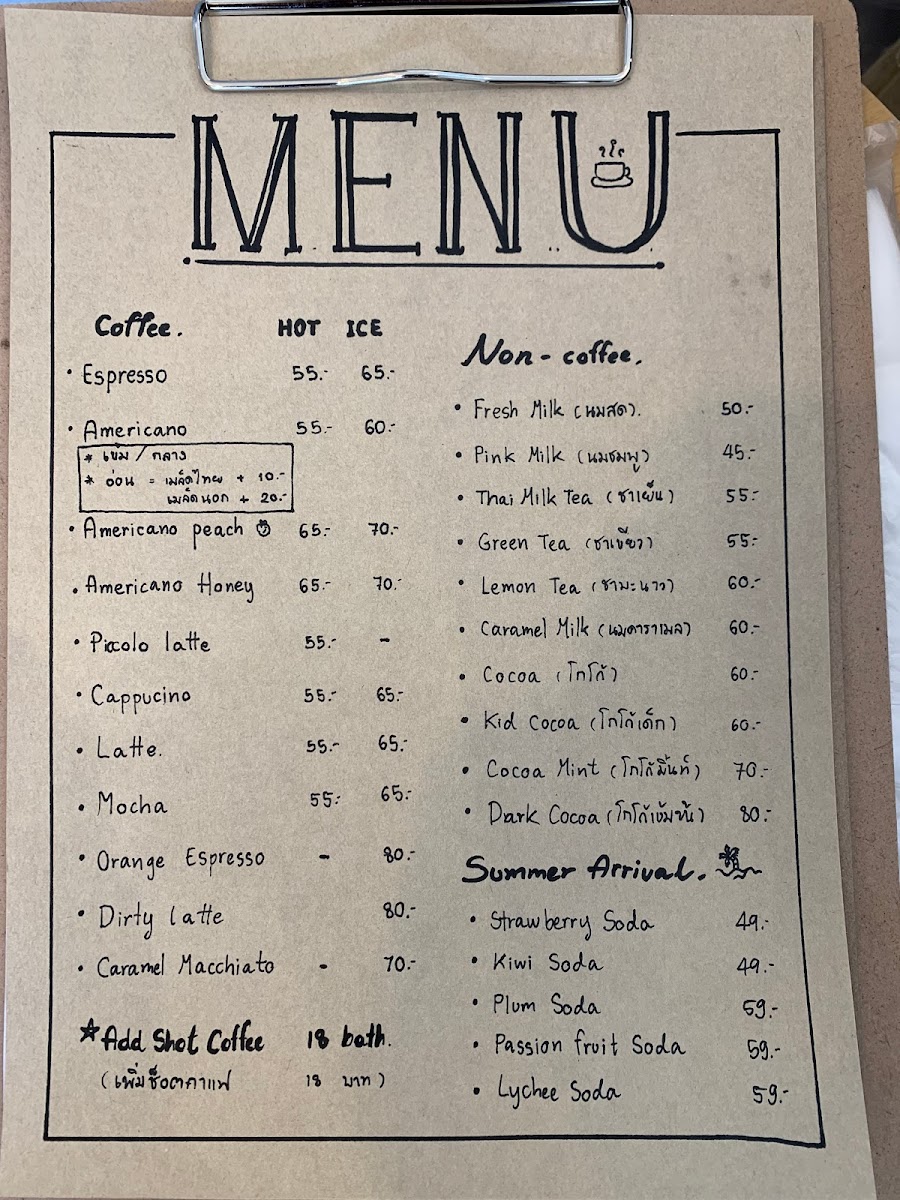 MENU
Coffee. HOT ICE
• Espresso 55.- 65.-
• Americano 55.- 60.-
* เข้ม / กลาง
* อ่อน = เมล็ดไทย + 10.-
เมล็ดนอก + 20.-
• Americano peach 65.- 70.-
• Americano Honey 65.- 70.-
• Piccolo latte 55.- -
• Cappucino 55.- 65.-
• Latte. 55.- 65.-
• Mocha 55.- 65.-
• Orange Espresso - 80.-
• Dirty latte 80.-
• Caramel Macchiato - 70.-
☆ Add Shot Coffee 18 bath.
(เพิ่มช็อตกาแฟ 18 บาท)
Non - coffee.
• Fresh Milk (นมสด). 50.-
• Pink Milk (นมชมพู) 45.-
• Thai Milk Tea (ชาเย็น) 55.-
• Green Tea (ชาเขียว) 55.-
• Lemon Tea (ชามะนาว) 60.-
• Caramel Milk (นมคาราเมล) 60.-
• Cocoa (โกโก้) 60.-
• Kid Cocoa (โกโก้เด็ก) 60.-
• Cocoa Mint (โกโก้มิ้นท์) 70.-
• Dark Cocoa (โกโก้เข้มข้น) 80.-
Summer Arrival.
• Strawberry Soda 49.-
• Kiwi Soda 49.-
• Plum Soda 59.-
• Passion fruit Soda 59.-
• Lychee Soda 59.-